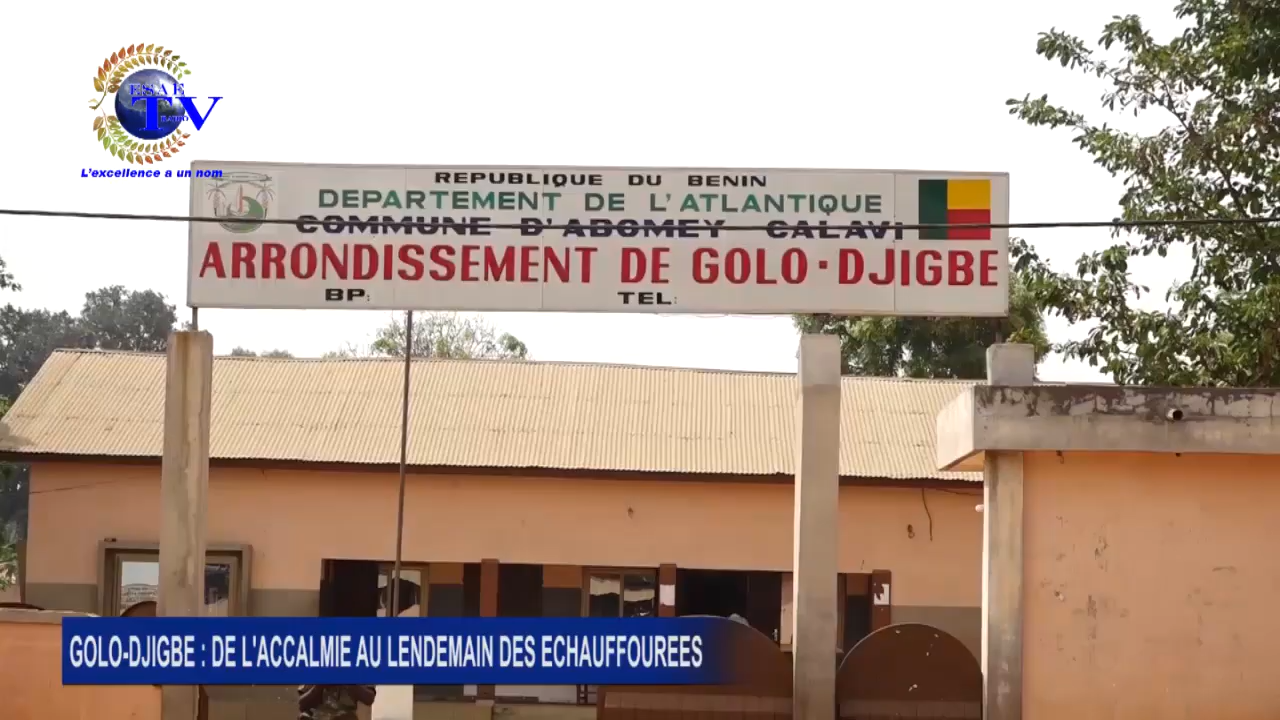 ESAE
TV
RADIO
L'excellence a un nom
REPUBLIQUE DU BENIN
DEPARTEMENT DE L'ATLANTIQUE
COMMUNE D'ABOMEY CALAVI
ARRONDISSEMENT DE GOLO-DJIGBE
BP: TEL:
GOLO-DJIGBE : DE L'ACCALMIE AU LENDEMAIN DES ECHAUFFOUREES